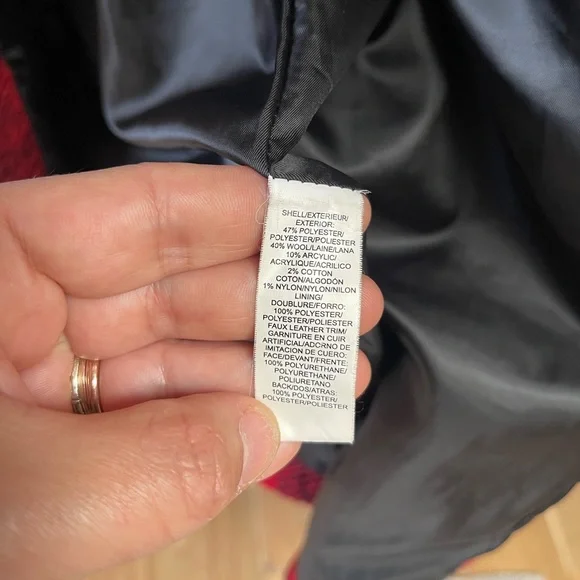 SHELL/EXTERIEUR/
EXTERIOR:
47% POLYESTER/
POLYESTER/POLIESTER
40% WOOL/LAINE/LANA
10% ARCYLIC/
ACRYLIQUE/ACRILICO
2% COTTON
COTON/ALGODÓN
1% NYLON/NYLON/NILON
LINING/
DOUBLURE/FORRO:
100% POLYESTER/
POLYESTER/POLIESTER
FAUX LEATHER TRIM/
GARNITURE EN CUIR
ARTIFICIAL/ADCRNO DE
IMITACION DE CUERO:
FACE/DEVANT/FRENTE:
100% POLYURETHANE/
POLYURETHANE/
POLIURETANO
BACK/DOS/ATRAS:
100% POLYESTER/
POLYESTER/POLIESTER